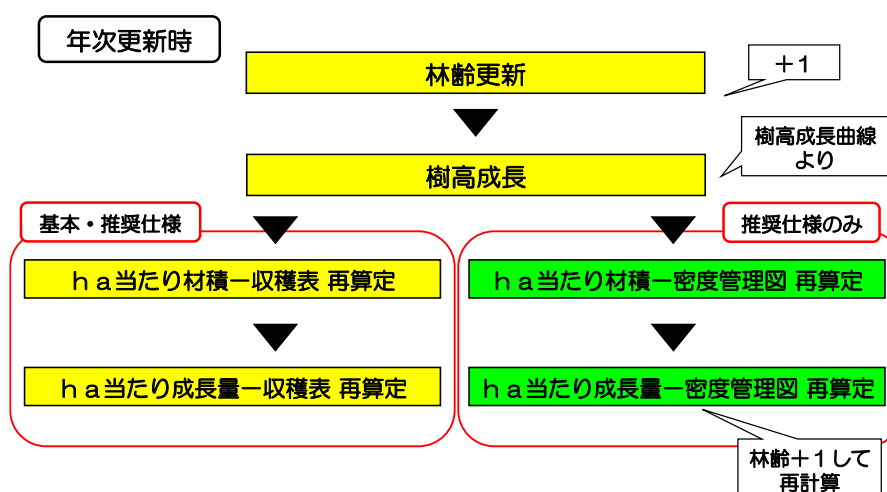 年次更新時
林齢更新
+1
樹高成長曲線
より
樹高成長
基本・推奨仕様
推奨仕様のみ
ha当たり材積ー収穫表 再算定
ha当たり材積ー密度管理図 再算定
ha当たり成長量ー収穫表 再算定
ha当たり成長量ー密度管理図 再算定
林齢+1して
再計算